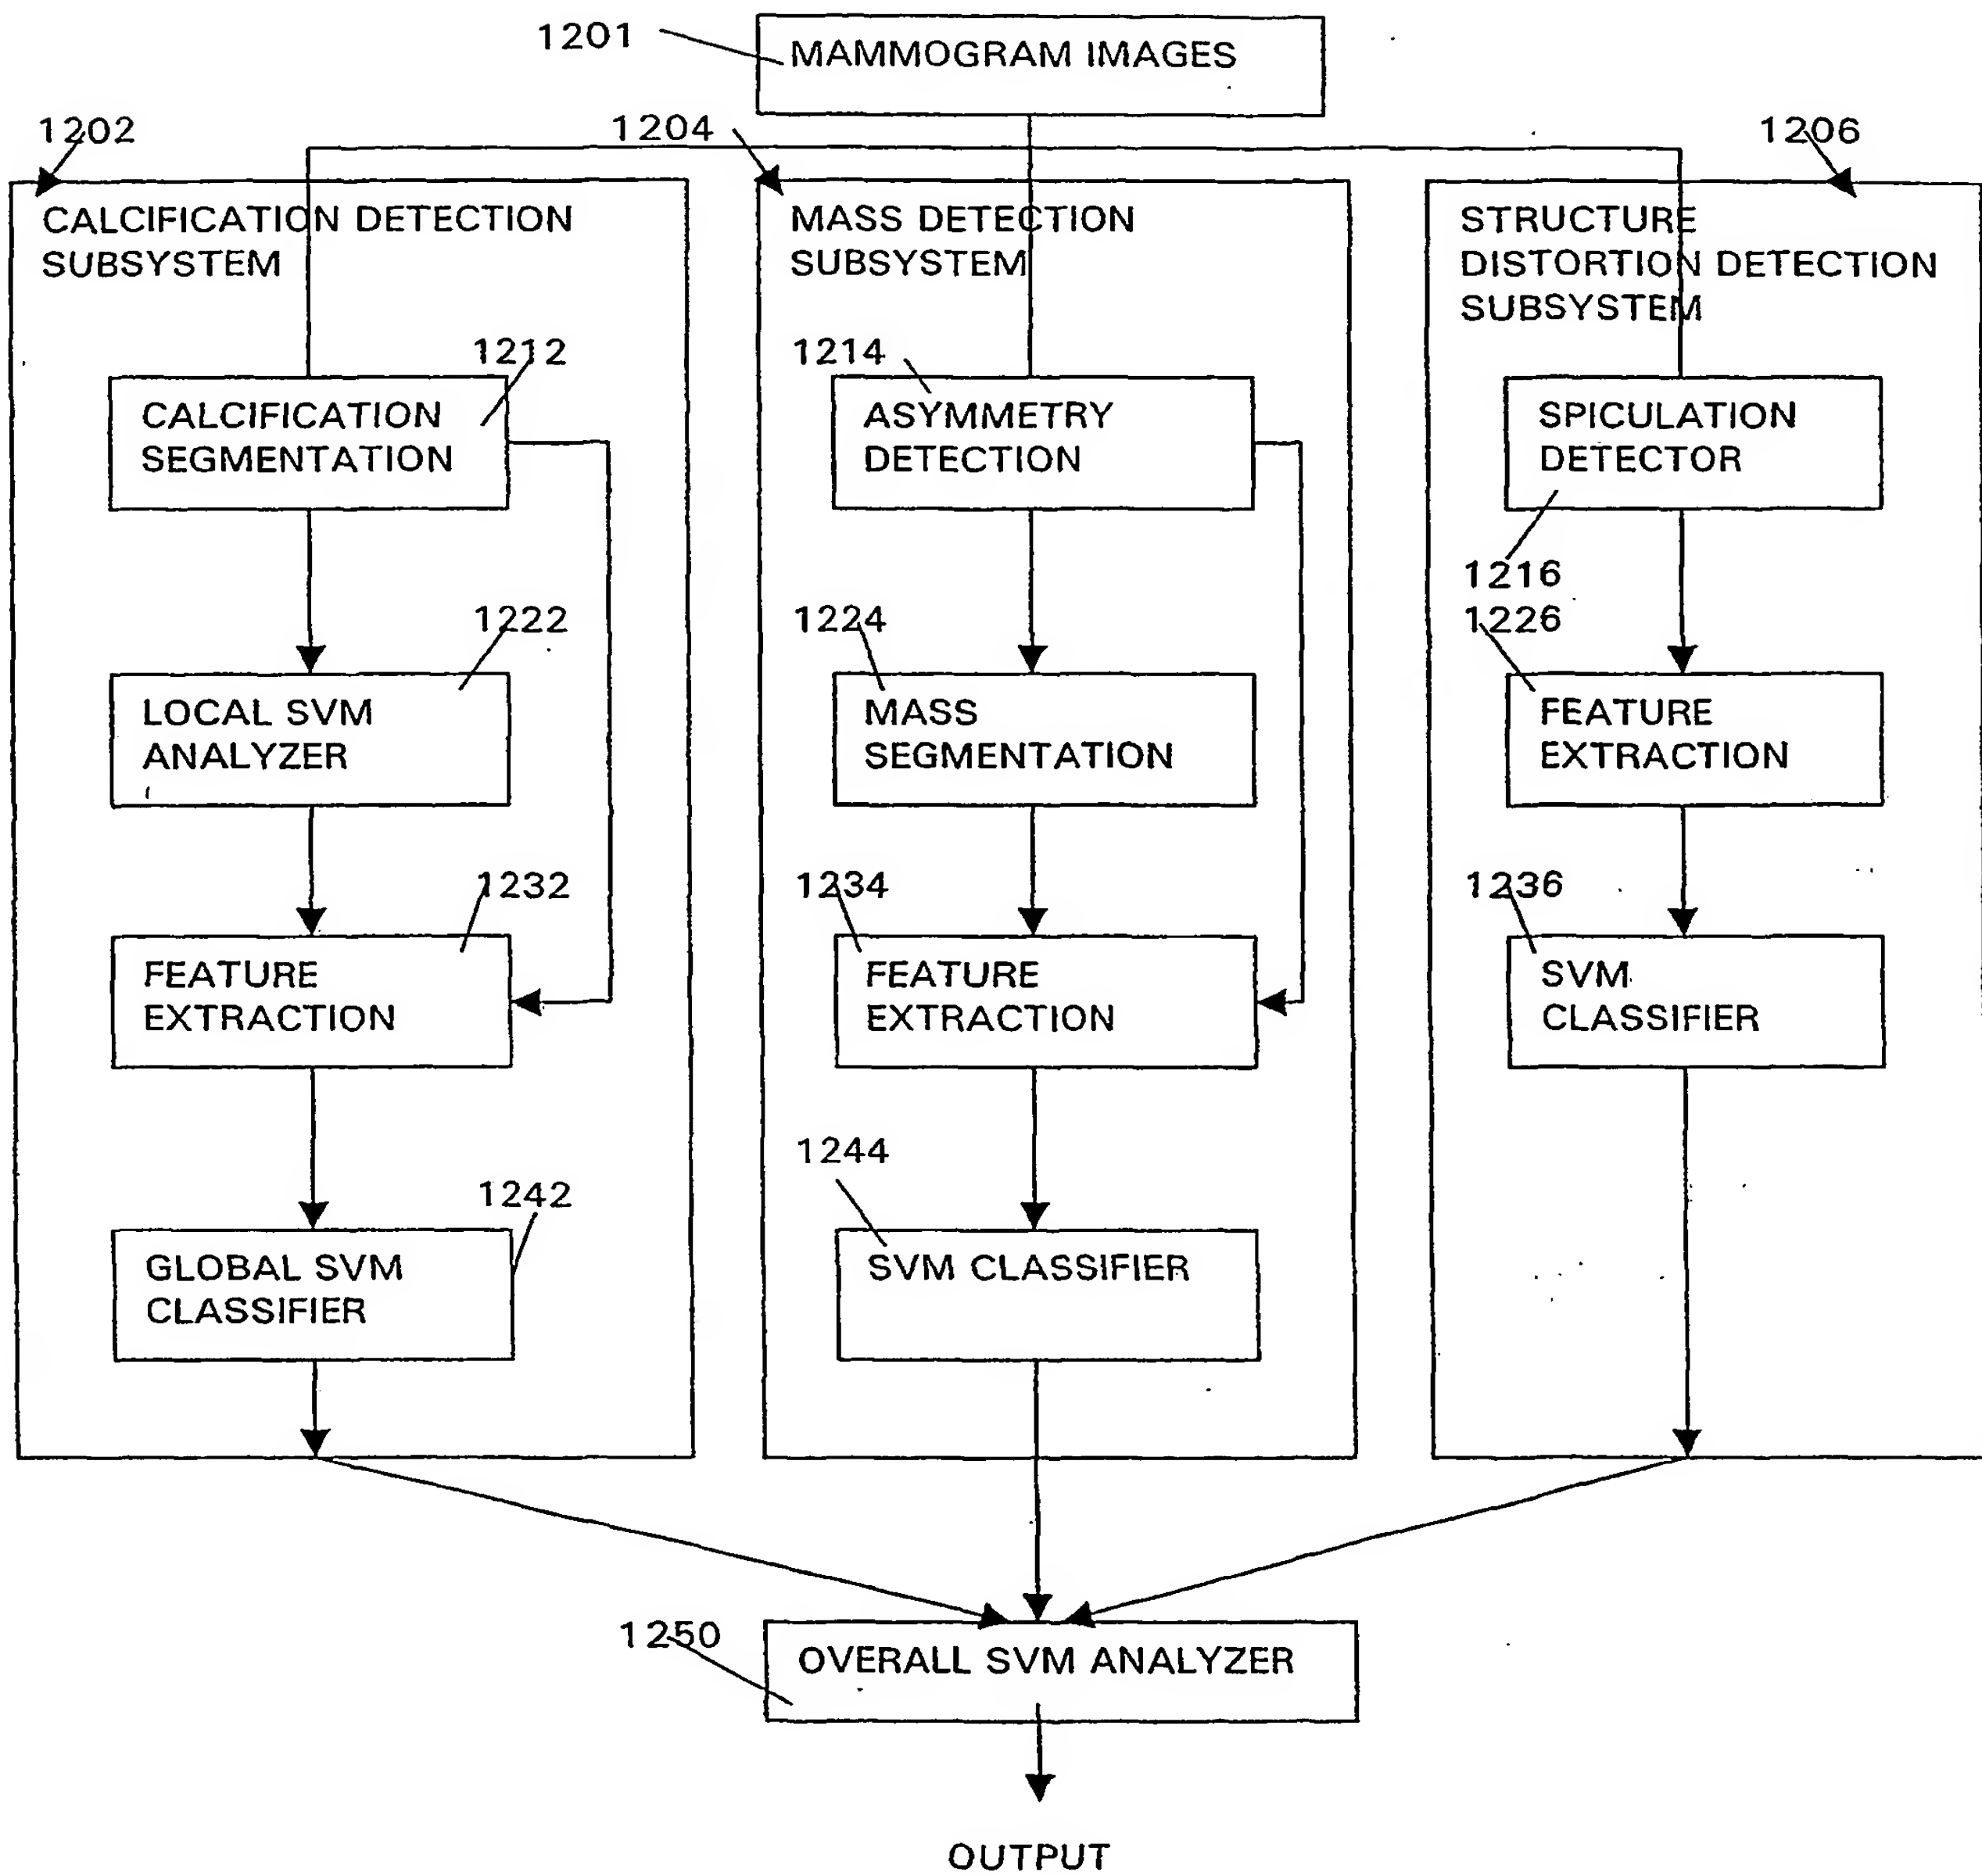 1201
MAMMOGRAM IMAGES
1202
1204
1206
CALCIFICATION DETECTION
SUBSYSTEM
MASS DETECTION
SUBSYSTEM
STRUCTURE
DISTORTION DETECTION
SUBSYSTEM
1212
CALCIFICATION
SEGMENTATION
1214
ASYMMETRY
DETECTION
SPICULATION
DETECTOR
1216
1222
LOCAL SVM
ANALYZER
1224
MASS
SEGMENTATION
1226
FEATURE
EXTRACTION
1232
FEATURE
EXTRACTION
1234
FEATURE
EXTRACTION
1236
SVM
CLASSIFIER
1242
GLOBAL SVM
CLASSIFIER
1244
SVM CLASSIFIER
1250
OVERALL SVM ANALYZER
OUTPUT